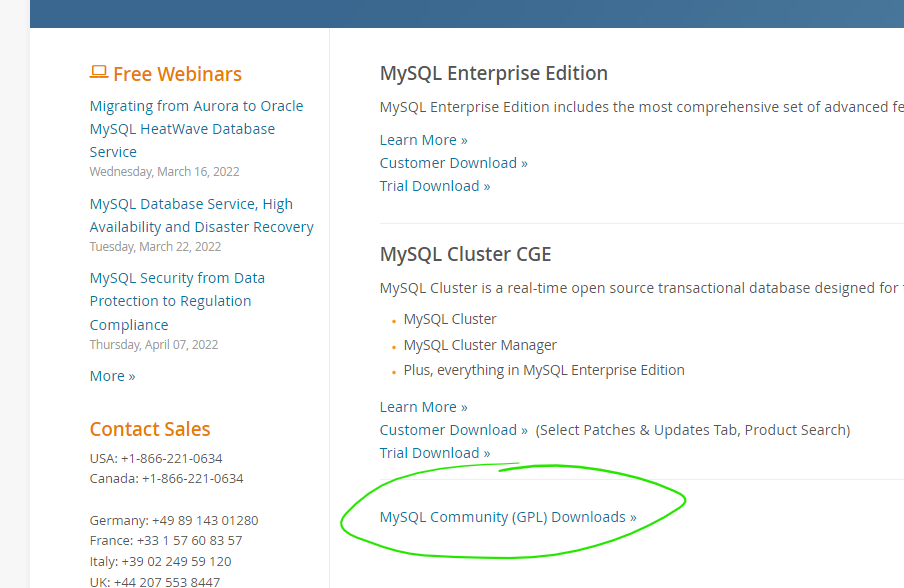 Free Webinars
Migrating from Aurora to Oracle
MySQL HeatWave Database
Service
Wednesday, March 16, 2022
MySQL Database Service, High
Availability and Disaster Recovery
Tuesday, March 22, 2022
MySQL Security from Data
Protection to Regulation
Compliance
Thursday, April 07, 2022
More »
Contact Sales
USA: +1-866-221-0634
Canada: +1-866-221-0634
Germany: +49 89 143 01280
France: +33 1 57 60 83 57
Italy: +39 02 249 59 120
UK: +44 207 553 8447
MySQL Enterprise Edition
MySQL Enterprise Edition includes the most comprehensive set of advanced
Learn More »
Customer Download »
Trial Download »
MySQL Cluster CGE
MySQL Cluster is a real-time open source transactional database designed for
MySQL Cluster
MySQL Cluster Manager
Plus, everything in MySQL Enterprise Edition
Learn More »
Customer Download » (Select Patches & Updates Tab, Product Search)
Trial Download »
MySQL Community (GPL) Downloads »